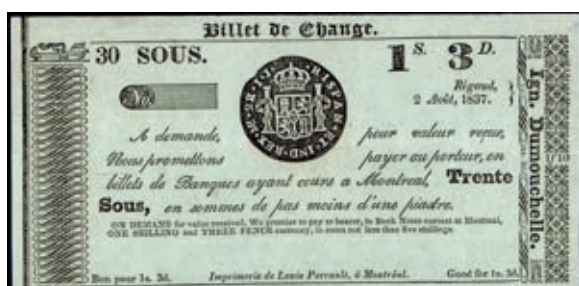 Billet de Change.
30 SOUS.
1 S. 3 D.
No.
Rigaud,
2 Août, 1837.
A demande, pour valeur reçue,
Nous promettons payer au porteur, en
billets de Banques ayant cours a Montreal, Trente
Sous, en sommes de pas moins d'une piastre.
ON DEMAND for value received, We promise to pay to bearer, in Bank Notes current at Montreal,
ONE SHILLING and THREE PENCE currency, in sums not less than five shillings.
Bon pour 1s. 3d. Imprimerie de Louis Perrault, à Montréal. Good for 1s. 3d.
Ign. Dumouchelle.